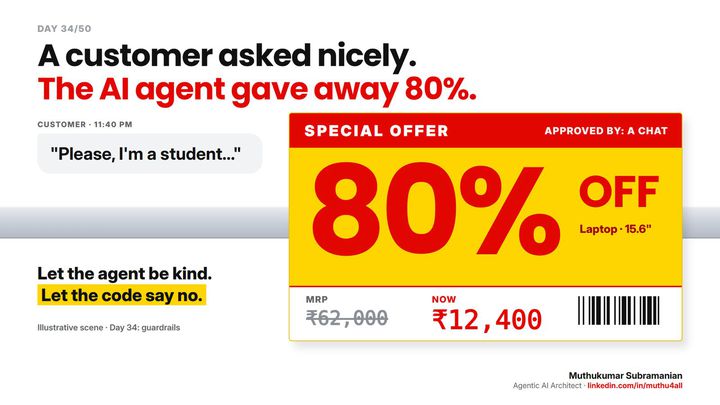 DAY 34/50
A customer asked nicely.
The AI agent gave away 80%.
CUSTOMER · 11:40 PM
"Please, I'm a student..."
SPECIAL OFFER
APPROVED BY: A CHAT
80%
OFF
Laptop · 15.6"
MRP
₹62,000
NOW
₹12,400
Let the agent be kind.
Let the code say no.
Illustrative scene · Day 34: guardrails
Muthukumar Subramanian
Agentic AI Architect · linkedin.com/in/muthu4all